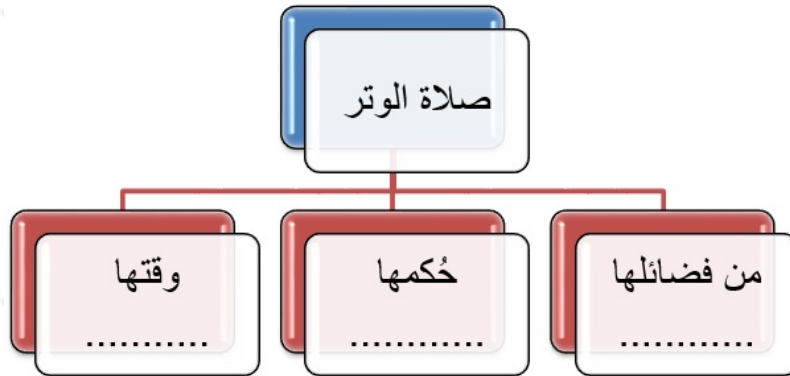 صلاة الوتر
من فضائلها
............
حُكمها
............
وقتها
...........